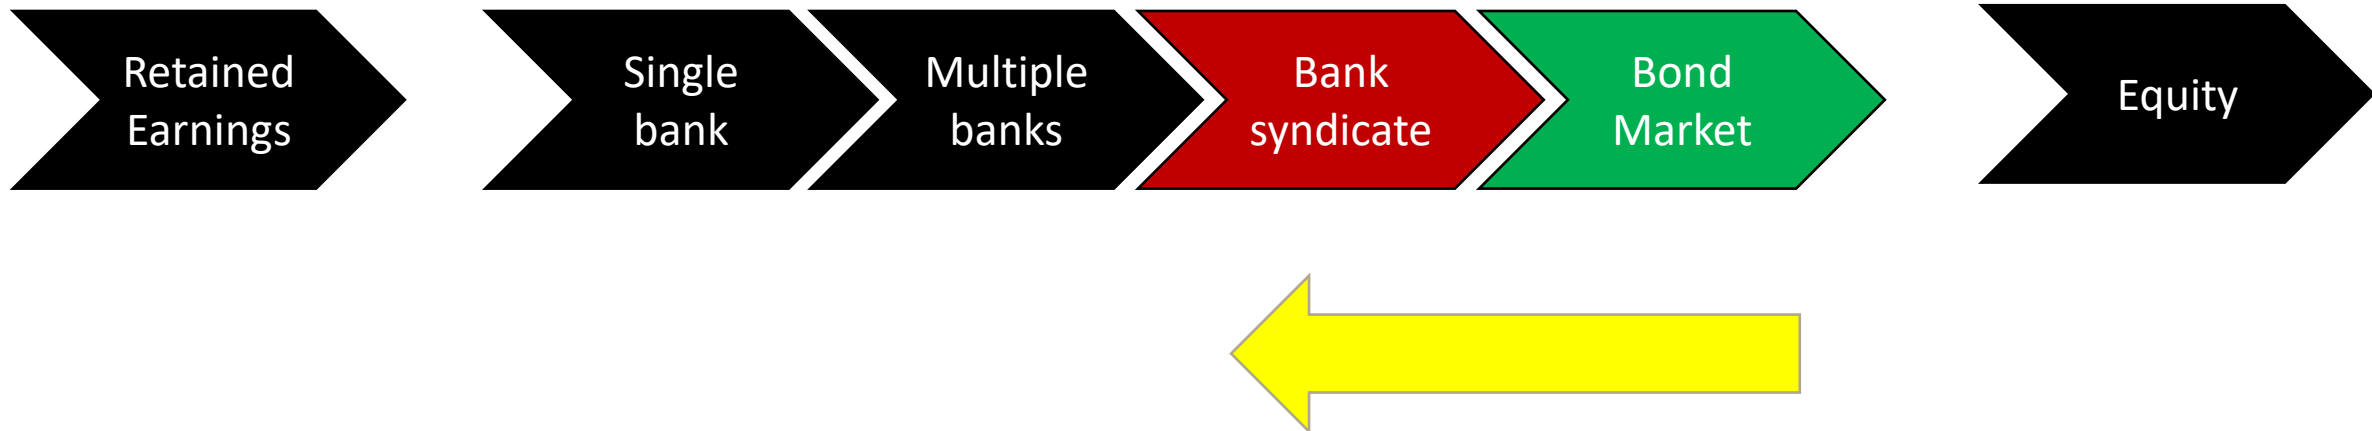 Retained
Earnings
Single
bank
Multiple
banks
Bank
syndicate
Bond
Market
Equity